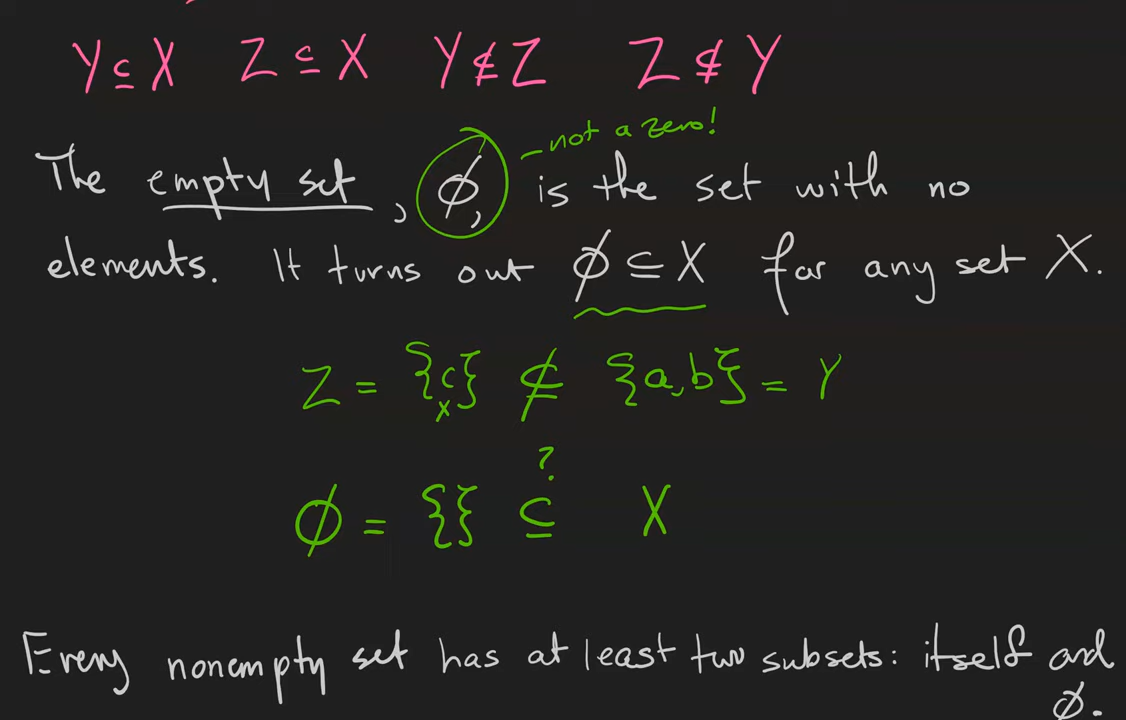 Y ⊆ X Z ⊆ X Y ⊈ Z Z ⊈ Y
- not a zero!
The empty set, ∅, is the set with no
elements. It turns out ∅ ⊆ X for any set X.
Z = {c} ⊈ {a,b} = Y
x
?
∅ = {} ⊆ X
Every nonempty set has at least two subsets: itself and
∅.